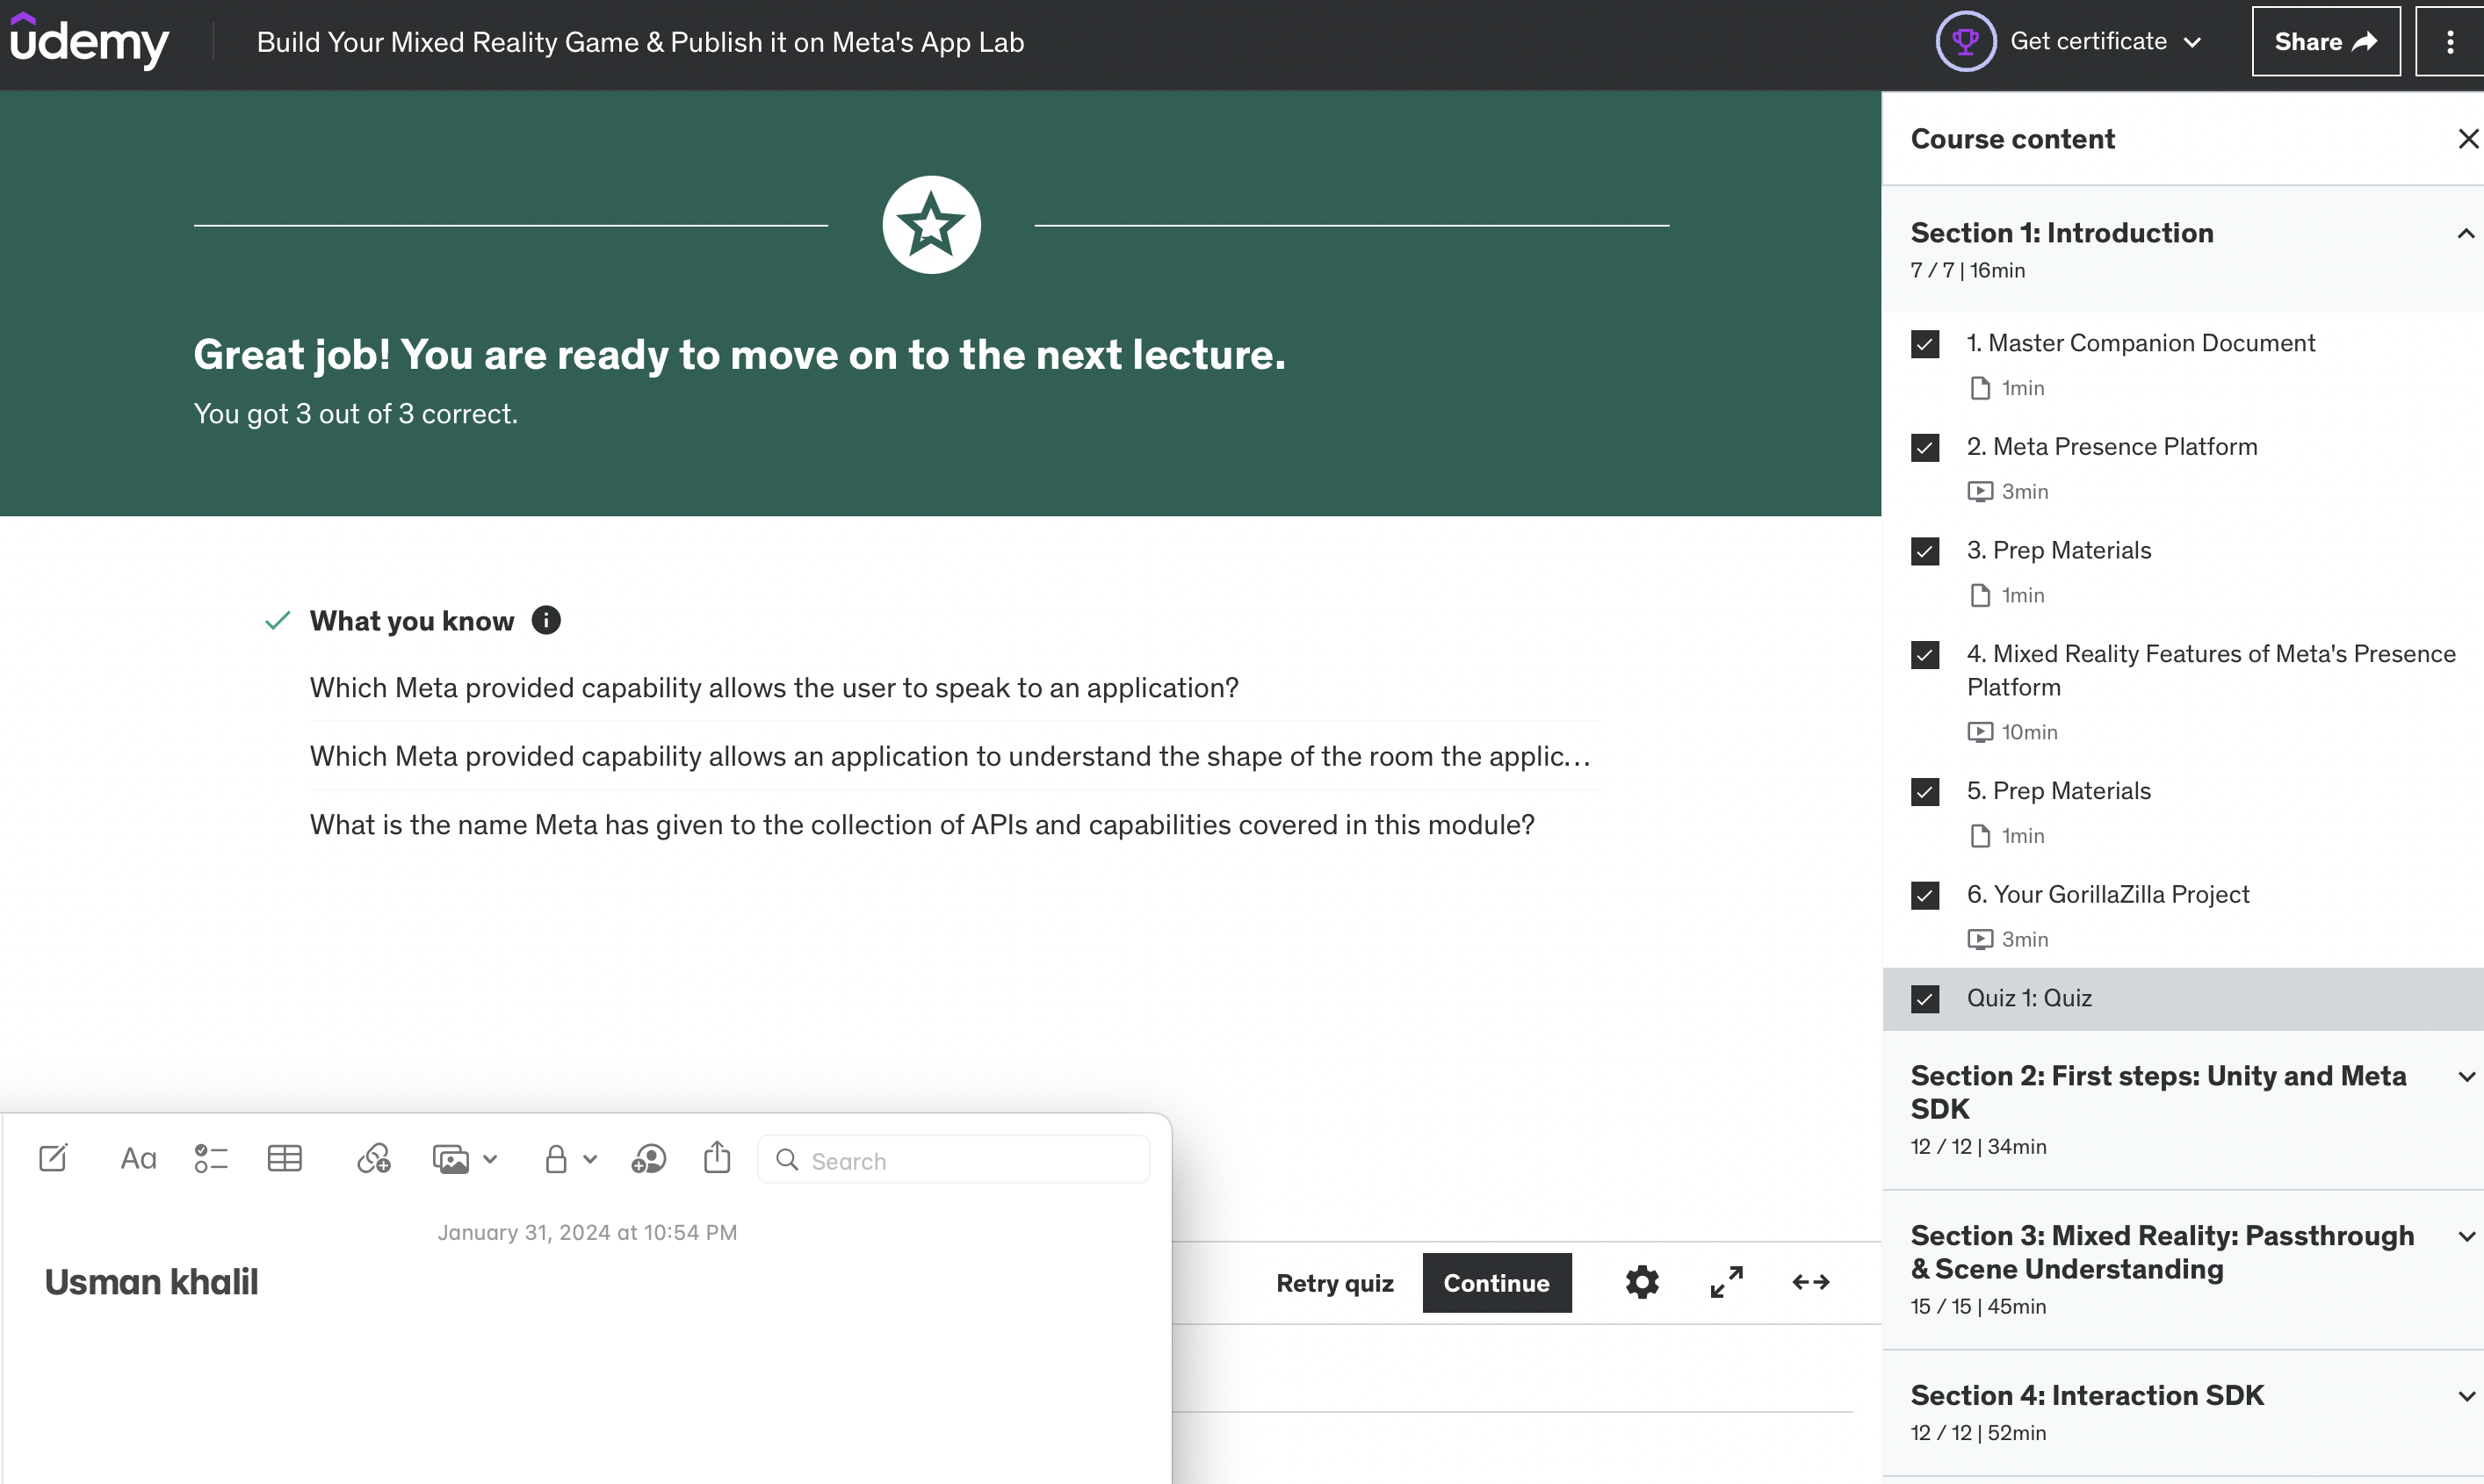 udemy
Build Your Mixed Reality Game & Publish it on Meta's App Lab
Get certificate
Share
Great job! You are ready to move on to the next lecture.
You got 3 out of 3 correct.
What you know
Which Meta provided capability allows the user to speak to an application?
Which Meta provided capability allows an application to understand the shape of the room the applic...
What is the name Meta has given to the collection of APIs and capabilities covered in this module?
Aa
Search
January 31, 2024 at 10:54 PM
Usman khalil
Retry quiz
Continue
Course content
Section 1: Introduction
7 / 7 | 16min
1. Master Companion Document
1min
2. Meta Presence Platform
3min
3. Prep Materials
1min
4. Mixed Reality Features of Meta's Presence
Platform
10min
5. Prep Materials
1min
6. Your GorillaZilla Project
3min
Quiz 1: Quiz
Section 2: First steps: Unity and Meta
SDK
12 / 12 | 34min
Section 3: Mixed Reality: Passthrough
& Scene Understanding
15 / 15 | 45min
Section 4: Interaction SDK
12 / 12 | 52min